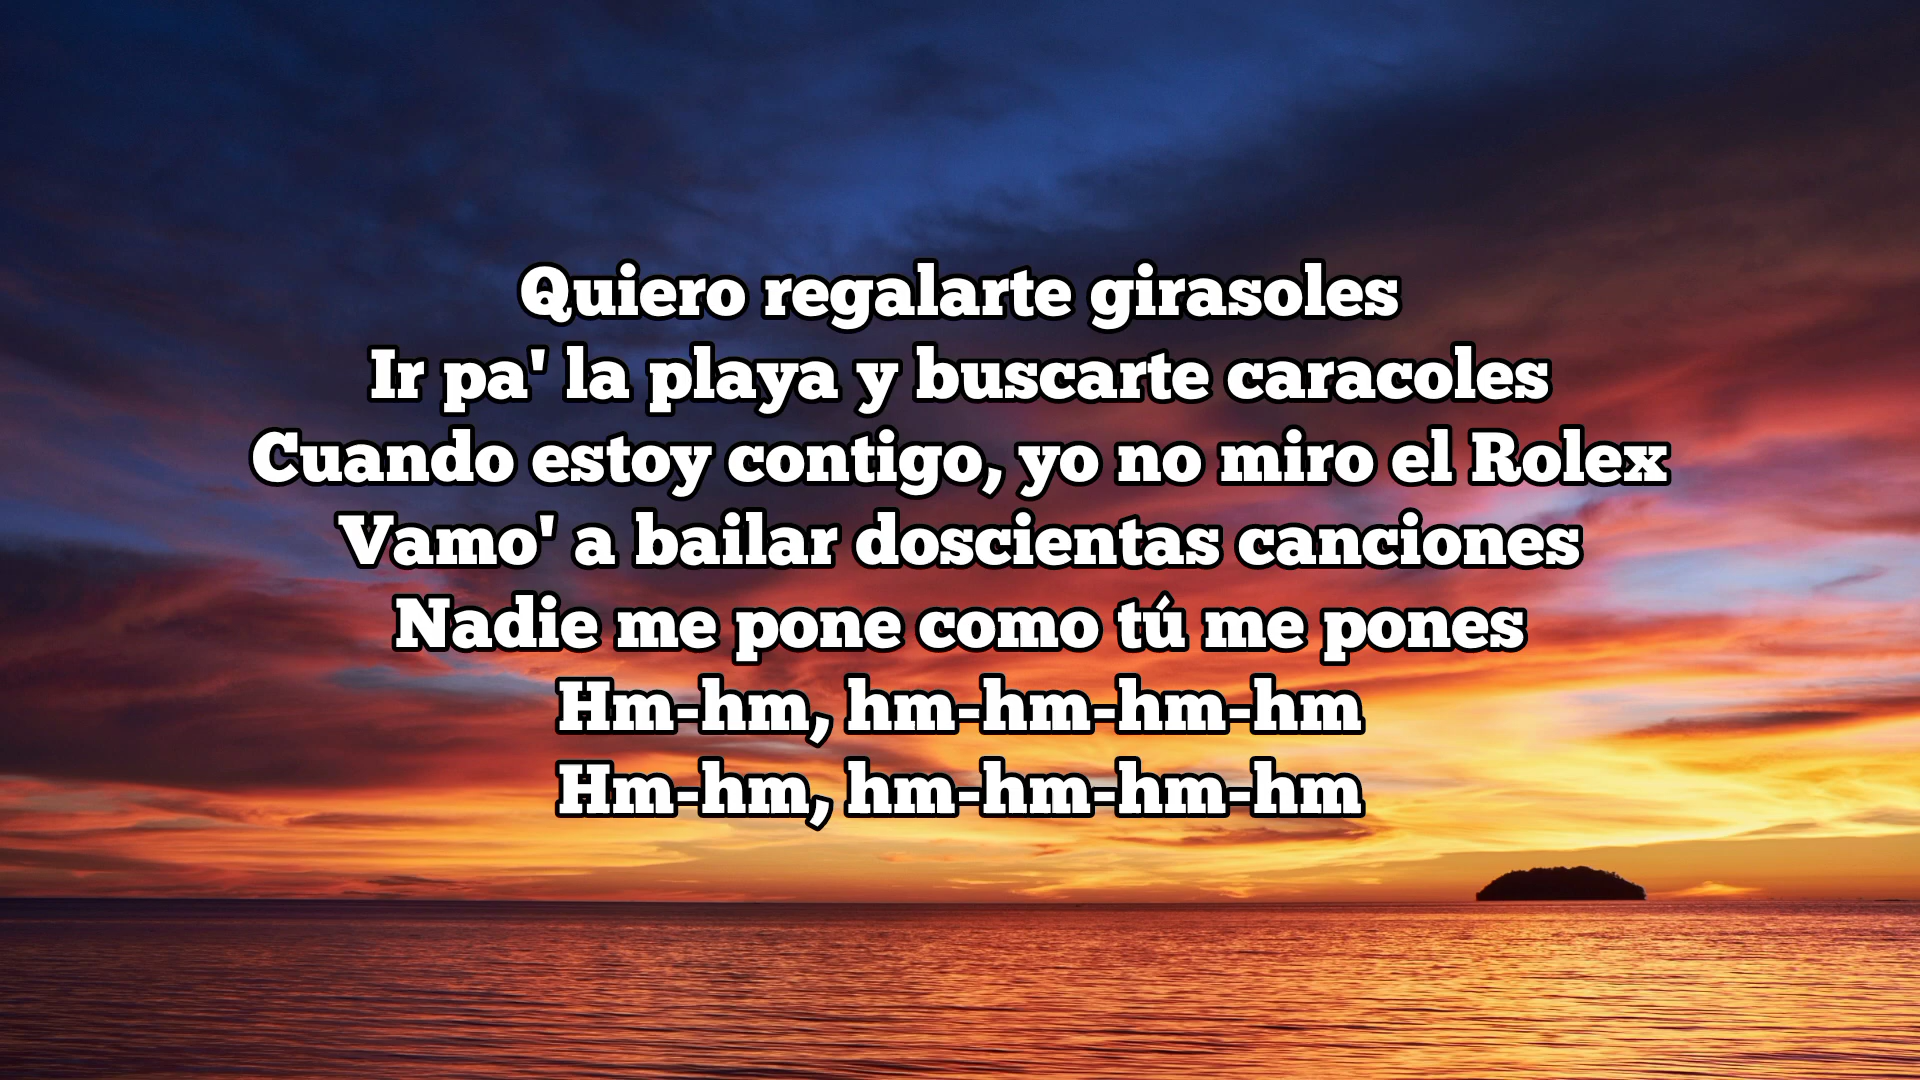 Quiero regalarte girasoles
Ir pa' la playa y buscarte caracoles
Cuando estoy contigo, yo no miro el Rolex
Vamo' a bailar doscientas canciones
Nadie me pone como tú me pones
Hm-hm, hm-hm-hm-hm
Hm-hm, hm-hm-hm-hm